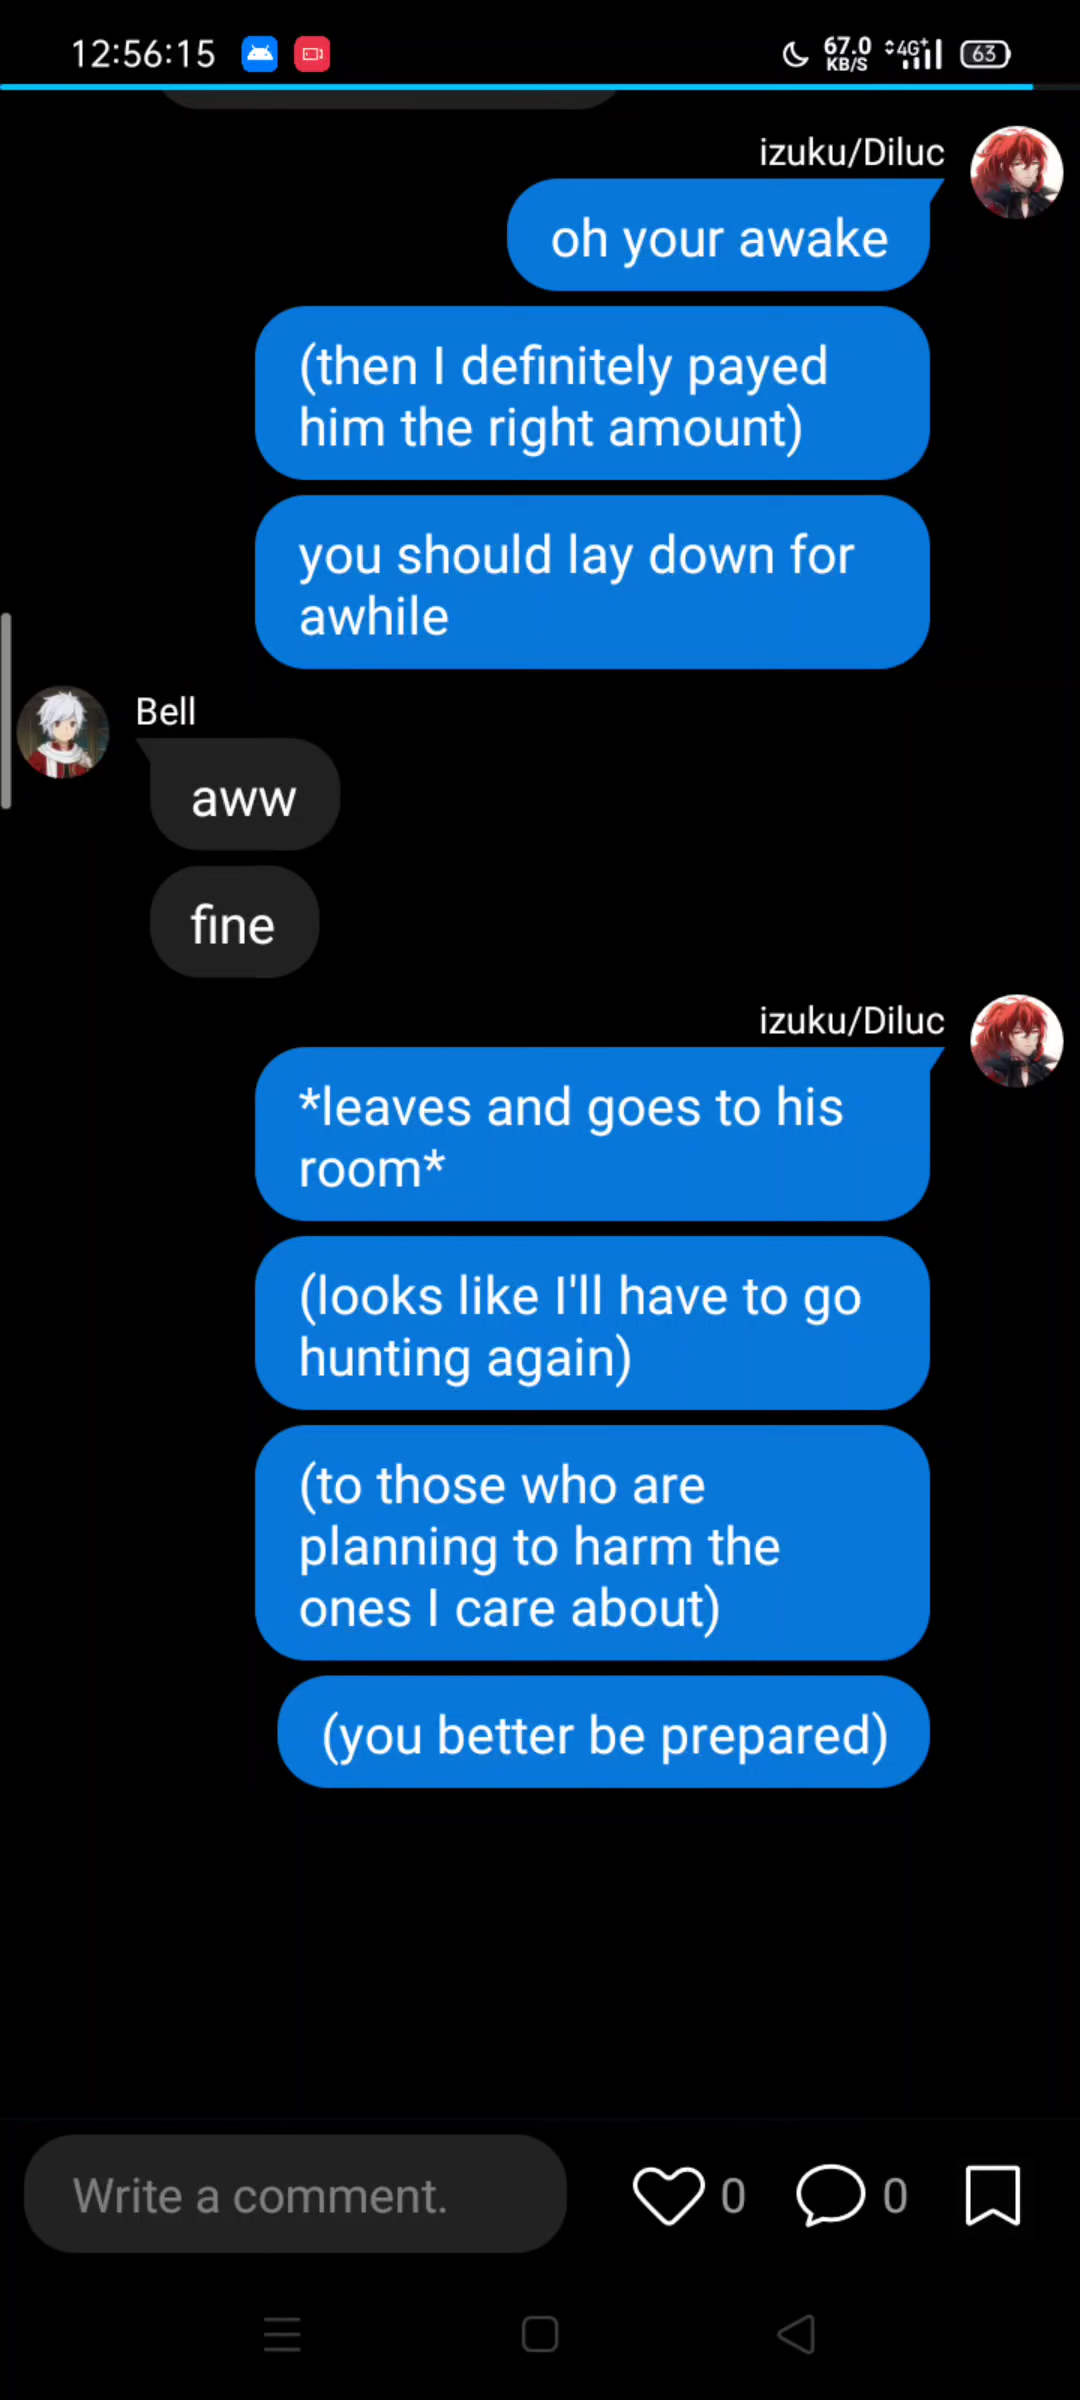 12:56:15
67.0
KB/S
4G+
63
izuku/Diluc
oh your awake
(then I definitely payed
him the right amount)
you should lay down for
awhile
Bell
aww
fine
izuku/Diluc
*leaves and goes to his
room*
(looks like I'll have to go
hunting again)
(to those who are
planning to harm the
ones I care about)
(you better be prepared)
Write a comment.
0
0